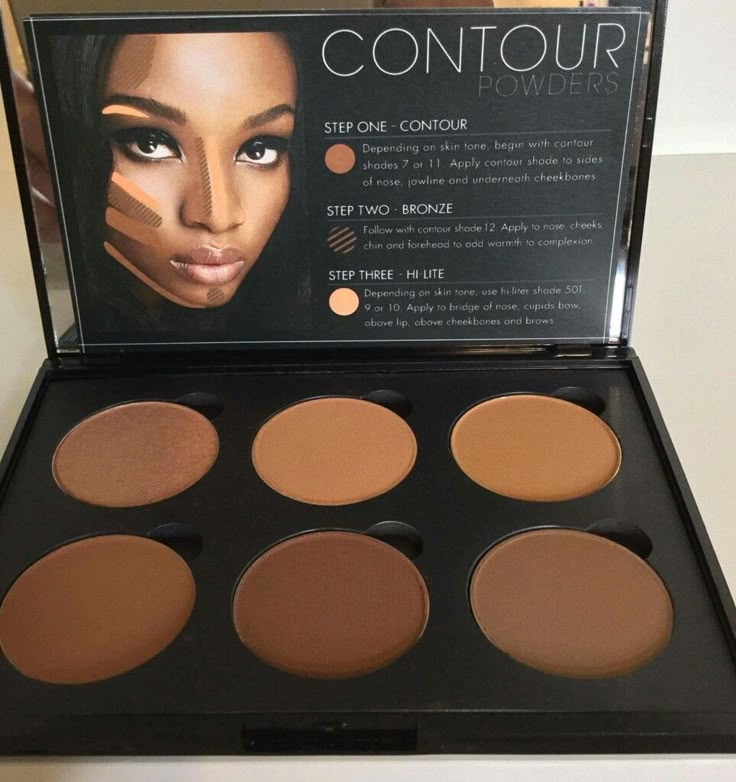 CONTOUR
POWDERS
STEP ONE - CONTOUR
Depending on skin tone, begin with contour
shades 7 or 11. Apply contour shade to sides
of nose, jawline and underneath cheekbones.
STEP TWO - BRONZE
Follow with contour shade 12. Apply to nose, cheeks,
chin and forehead to add warmth to complexion.
STEP THREE - HI-LITE
Depending on skin tone, use hi-liter shade 501,
9 or 10. Apply to bridge of nose, cupids bow,
above lip, above cheekbones and brows.